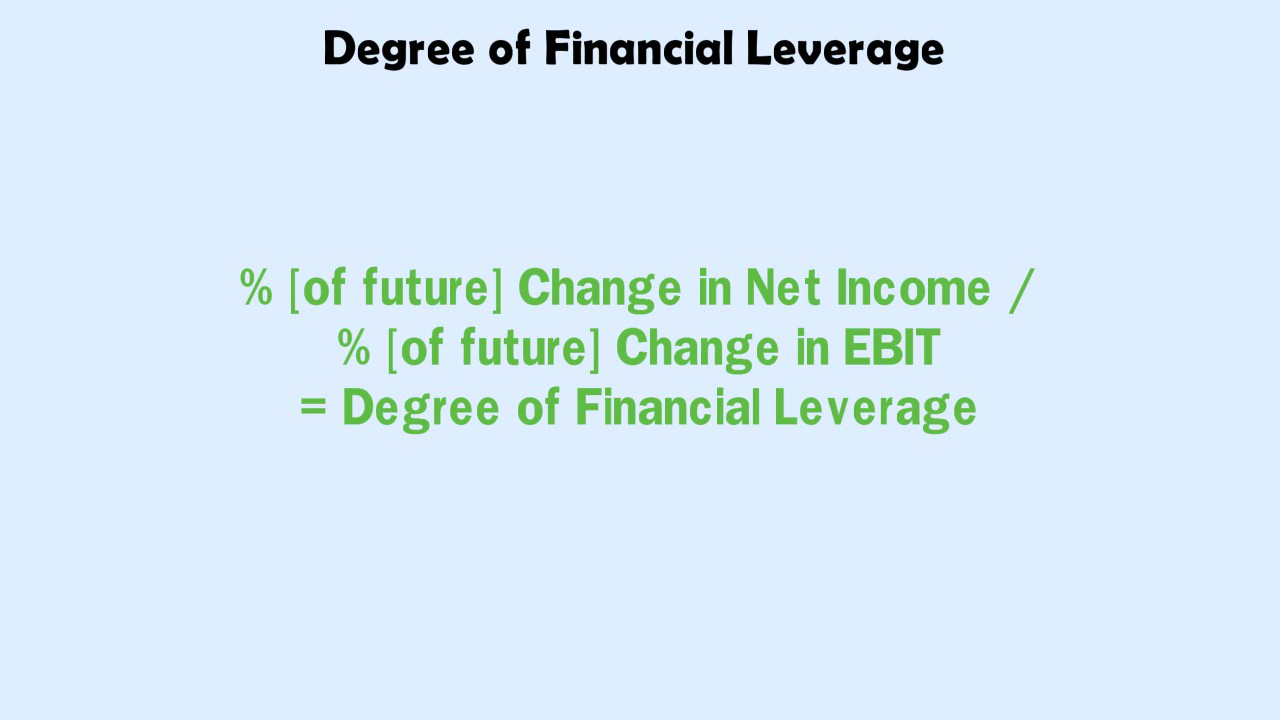 Degree of Financial Leverage
% [of future] Change in Net Income /
% [of future] Change in EBIT
= Degree of Financial Leverage